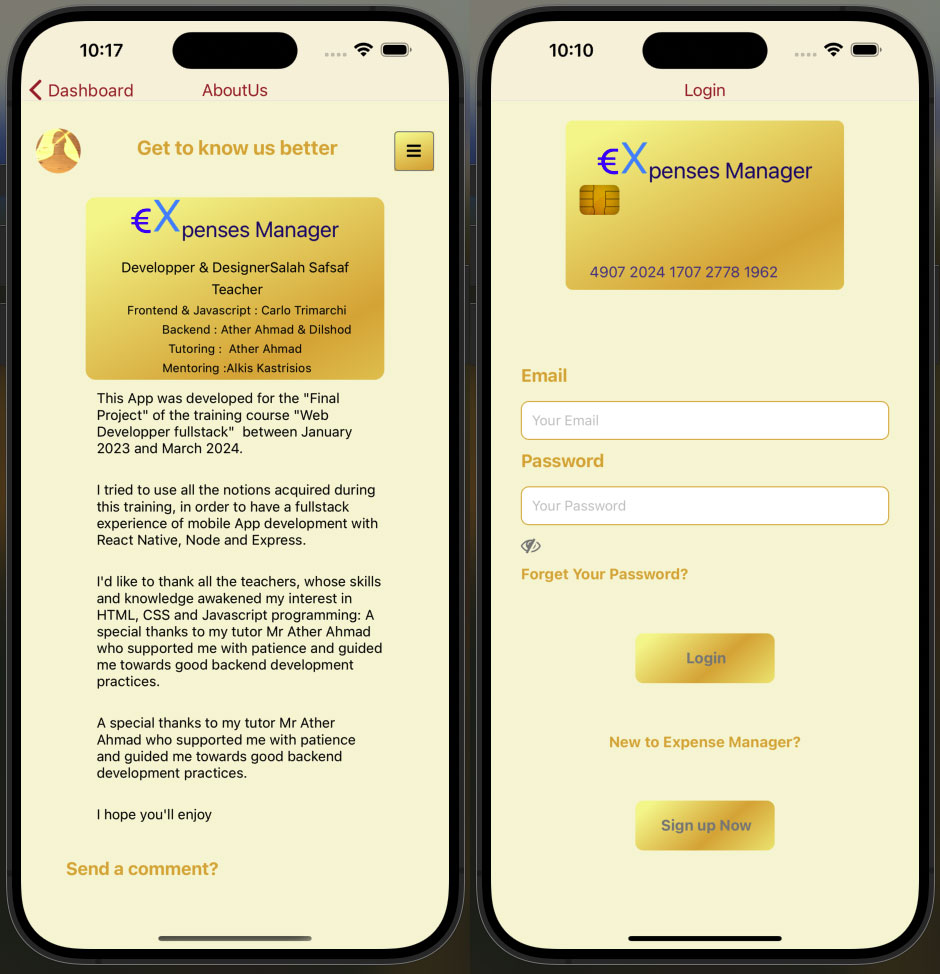 10:17
Dashboard
AboutUs
Get to know us better
€Xpenses Manager
Developper & DesignerSalah Safsaf
Teacher
Frontend & Javascript : Carlo Trimarchi
Backend : Ather Ahmad & Dilshod
Tutoring :  Ather Ahmad
Mentoring :Alkis Kastrisios
This App was developed for the "Final
Project" of the training course "Web
Developper fullstack"  between January
2023 and March 2024.
I tried to use all the notions acquired during
this training, in order to have a fullstack
experience of mobile App development with
React Native, Node and Express.
I'd like to thank all the teachers, whose skills
and knowledge awakened my interest in
HTML, CSS and Javascript programming: A
special thanks to my tutor Mr Ather Ahmad
who supported me with patience and guided
me towards good backend development
practices.
A special thanks to my tutor Mr Ather
Ahmad who supported me with patience
and guided me towards good backend
development practices.
I hope you'll enjoy
Send a comment?
10:10
Login
€Xpenses Manager
4907 2024 1707 2778 1962
Email
Your Email
Password
Your Password
Forget Your Password?
Login
New to Expense Manager?
Sign up Now